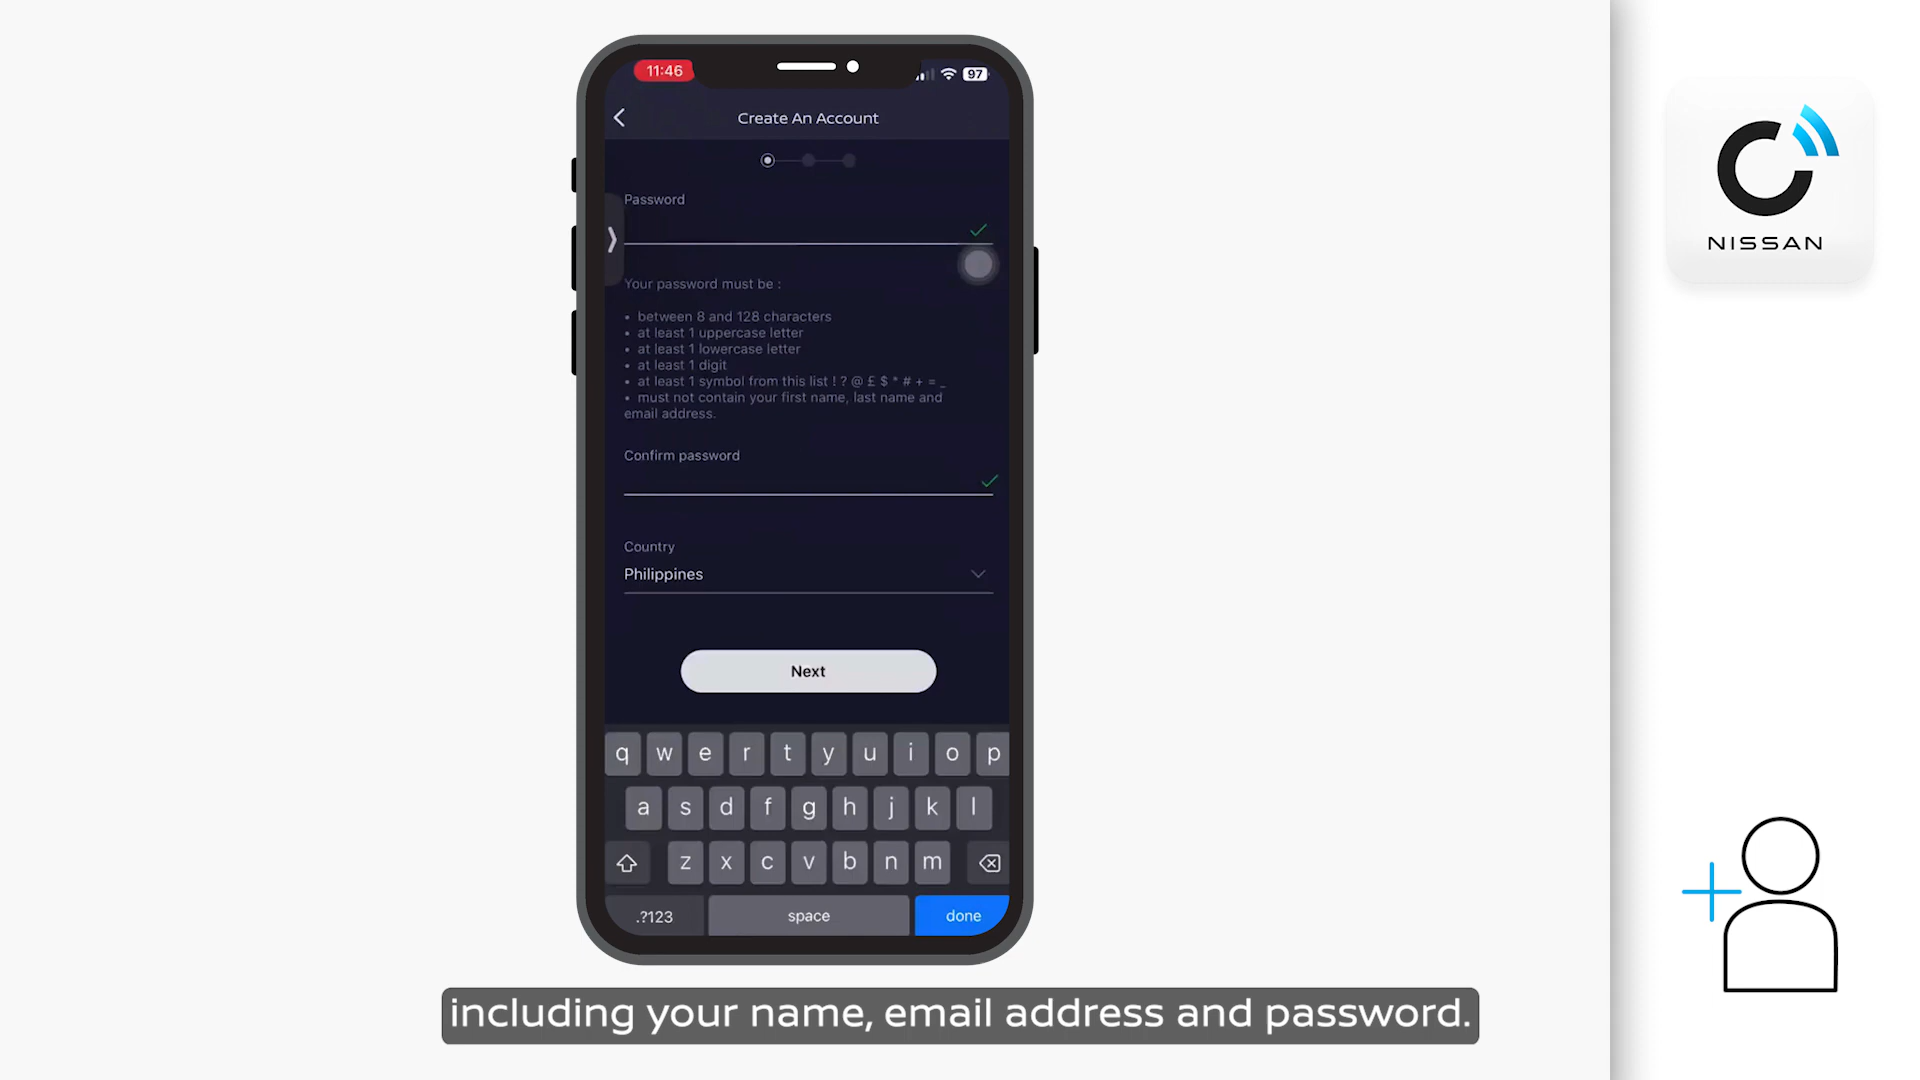 11:46
97
Create An Account
Password
Your password must be :
• between 8 and 128 characters
• at least 1 uppercase letter
• at least 1 lowercase letter
• at least 1 digit
• at least 1 symbol from this list ! ? @ £ $ * # + = _
• must not contain your first name, last name and
email address.
Confirm password
Country
Philippines
Next
q w e r t y u i o p
a s d f g h j k l
z x c v b n m
.?123 space done
including your name, email address and password.
NISSAN